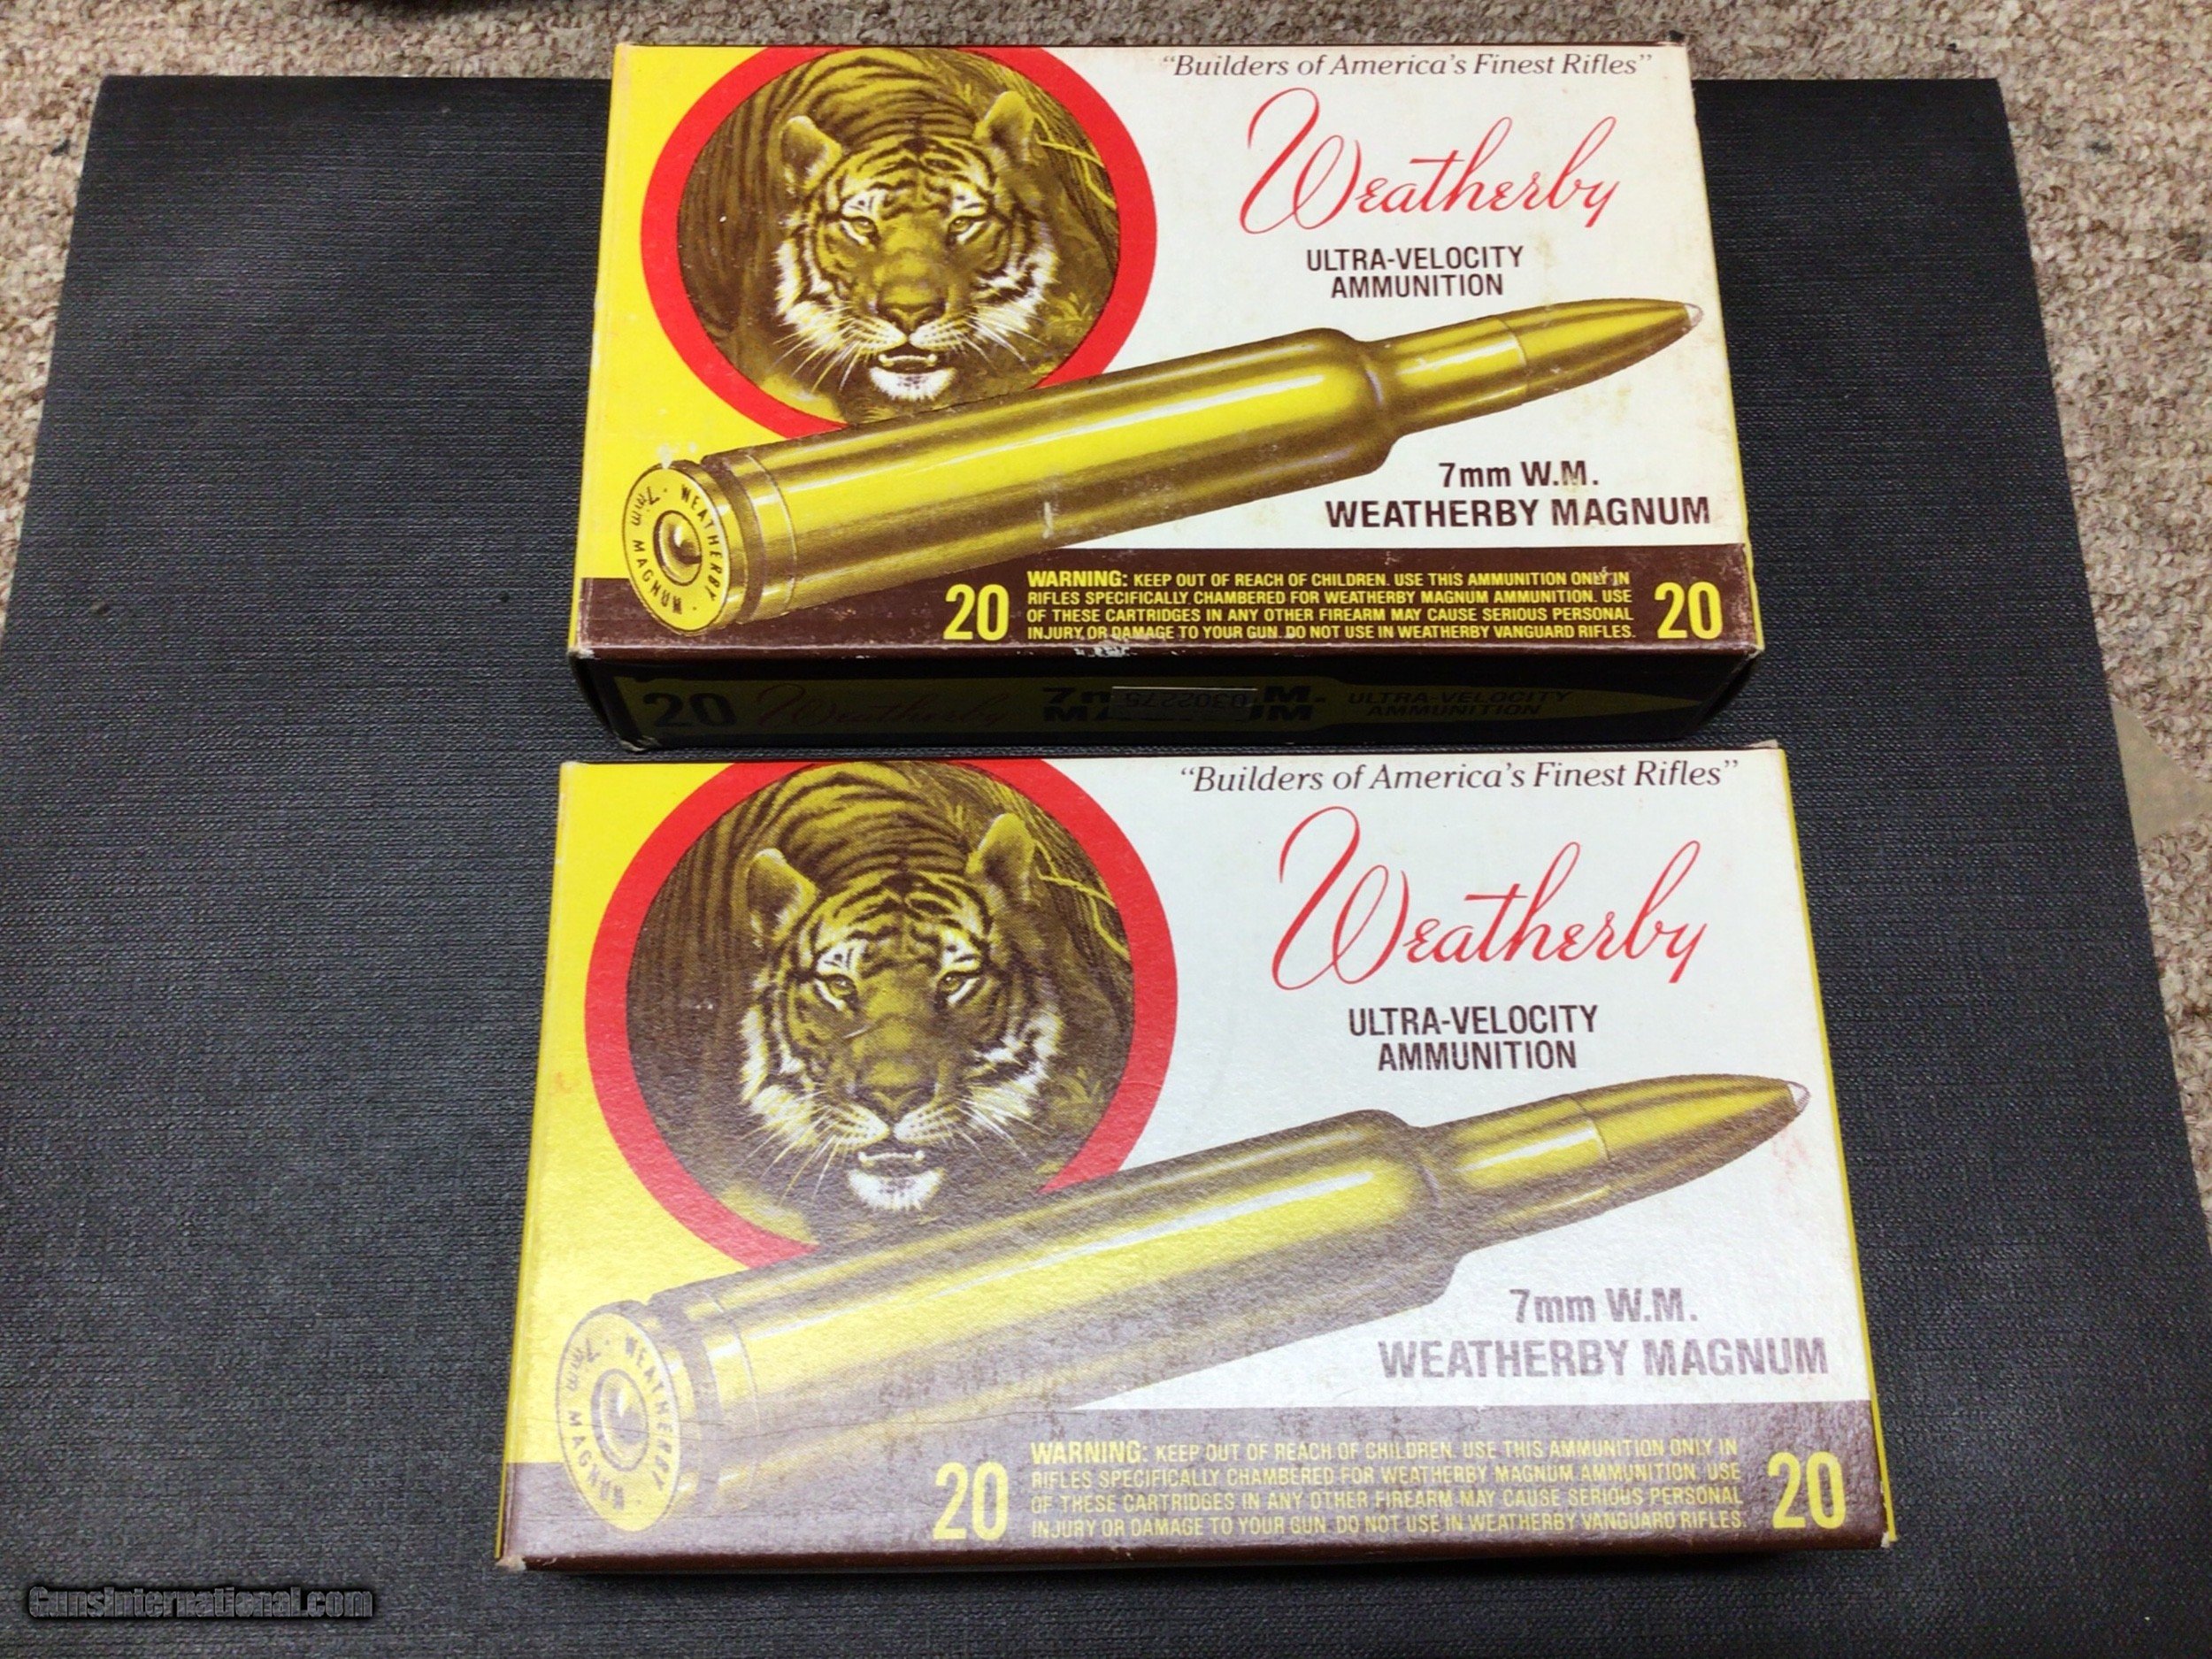 "Builders of America's Finest Rifles"
Weatherby
ULTRA-VELOCITY
AMMUNITION
7mm W.M.
WEATHERBY MAGNUM
WEATHERBY · 7mm MAGNUM ·
20
WARNING: KEEP OUT OF REACH OF CHILDREN. USE THIS AMMUNITION ONLY IN
RIFLES SPECIFICALLY CHAMBERED FOR WEATHERBY MAGNUM AMMUNITION. USE
OF THESE CARTRIDGES IN ANY OTHER FIREARM MAY CAUSE SERIOUS PERSONAL
INJURY OR DAMAGE TO YOUR GUN. DO NOT USE IN WEATHERBY VANGUARD RIFLES.
20
20 Weatherby
M.
0302275
ULTRA-VELOCITY
AMMUNITION
"Builders of America's Finest Rifles"
Weatherby
ULTRA-VELOCITY
AMMUNITION
7mm W.M.
WEATHERBY MAGNUM
WEATHERBY · 7mm MAGNUM ·
20
WARNING: KEEP OUT OF REACH OF CHILDREN. USE THIS AMMUNITION ONLY IN
RIFLES SPECIFICALLY CHAMBERED FOR WEATHERBY MAGNUM AMMUNITION. USE
OF THESE CARTRIDGES IN ANY OTHER FIREARM MAY CAUSE SERIOUS PERSONAL
INJURY OR DAMAGE TO YOUR GUN. DO NOT USE IN WEATHERBY VANGUARD RIFLES.
20
GunsInternational.com